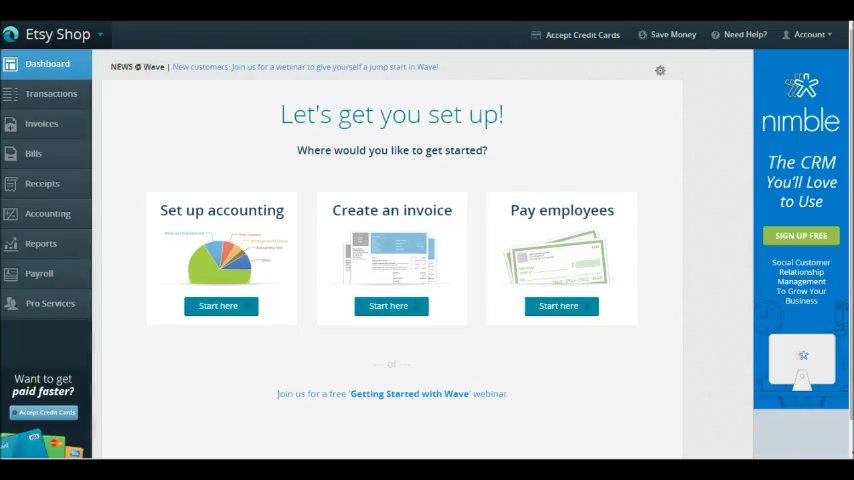 Etsy Shop
Accept Credit Cards
Save Money
Need Help?
Account
Dashboard
Transactions
Invoices
Bills
Receipts
Accounting
Reports
Payroll
Pro Services
Want to get
paid faster?
Accept Credit Cards
VISA
NEWS @ Wave | New customers: Join us for a webinar to give yourself a jump start in Wave!
Let's get you set up!
Where would you like to get started?
Set up accounting
Start here
Create an invoice
Start here
Pay employees
Start here
— or —
Join us for a free 'Getting Started with Wave' webinar
nimble
The CRM
You'll Love
to Use
SIGN UP FREE
Social Customer
Relationship
Management
To Grow Your
Business